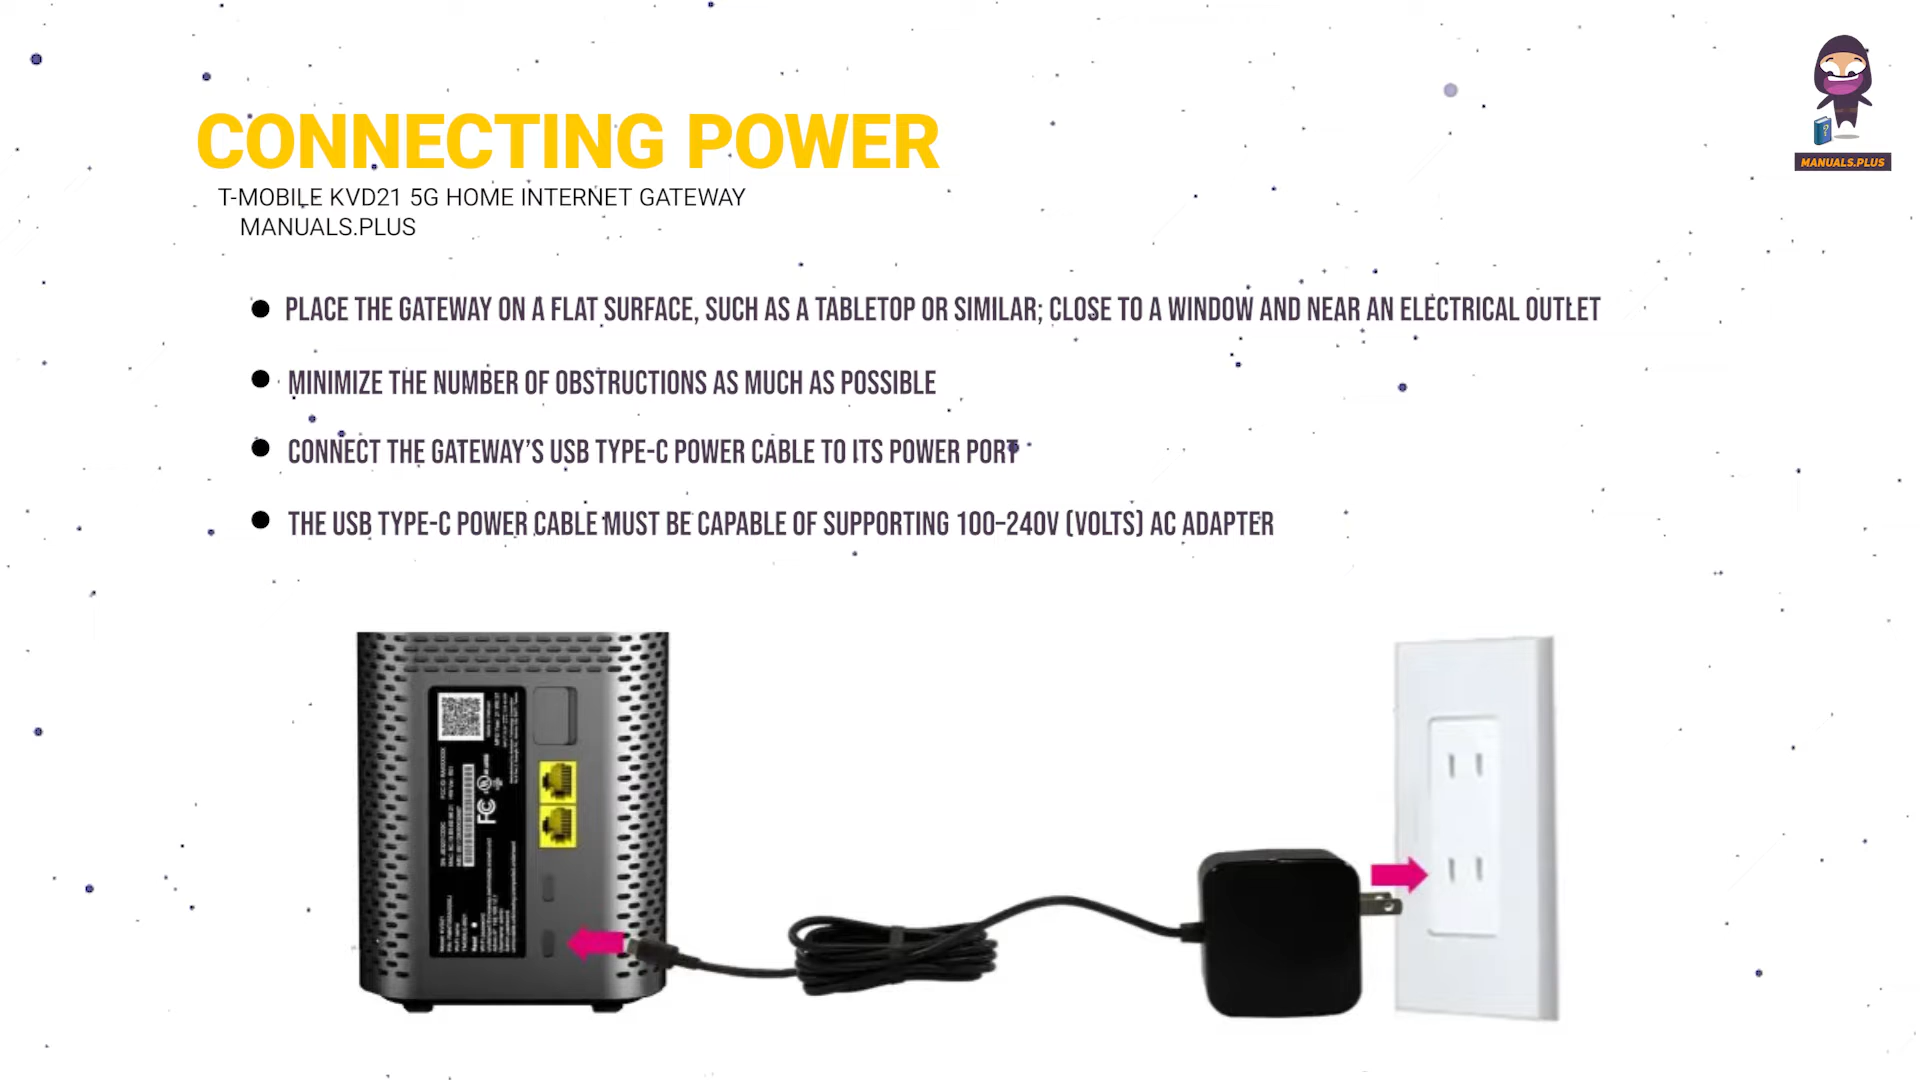 CONNECTING POWER
T-MOBILE KVD21 5G HOME INTERNET GATEWAY
MANUALS.PLUS
MANUALS.PLUS
PLACE THE GATEWAY ON A FLAT SURFACE, SUCH AS A TABLETOP OR SIMILAR; CLOSE TO A WINDOW AND NEAR AN ELECTRICAL OUTLET
MINIMIZE THE NUMBER OF OBSTRUCTIONS AS MUCH AS POSSIBLE
CONNECT THE GATEWAY’S USB TYPE-C POWER CABLE TO ITS POWER PORT
THE USB TYPE-C POWER CABLE MUST BE CAPABLE OF SUPPORTING 100–240V (VOLTS) AC ADAPTER
FC